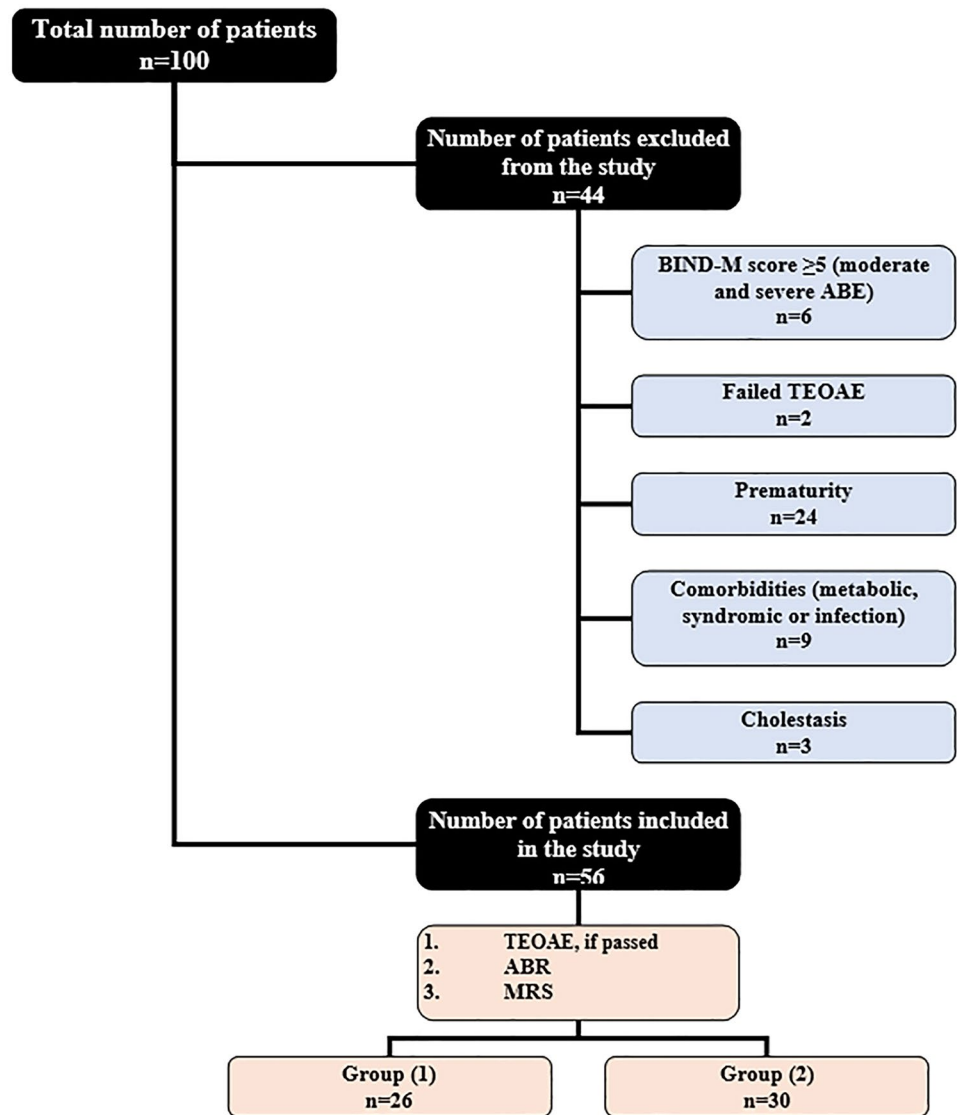 Total number of patients
n=100
Number of patients excluded
from the study
n=44
BIND-M score ≥5 (moderate
and severe ABE)
n=6
Failed TEOAE
n=2
Prematurity
n=24
Comorbidities (metabolic,
syndromic or infection)
n=9
Cholestasis
n=3
Number of patients included
in the study
n=56
1. TEOAE, if passed
2. ABR
3. MRS
Group (1)
n=26
Group (2)
n=30